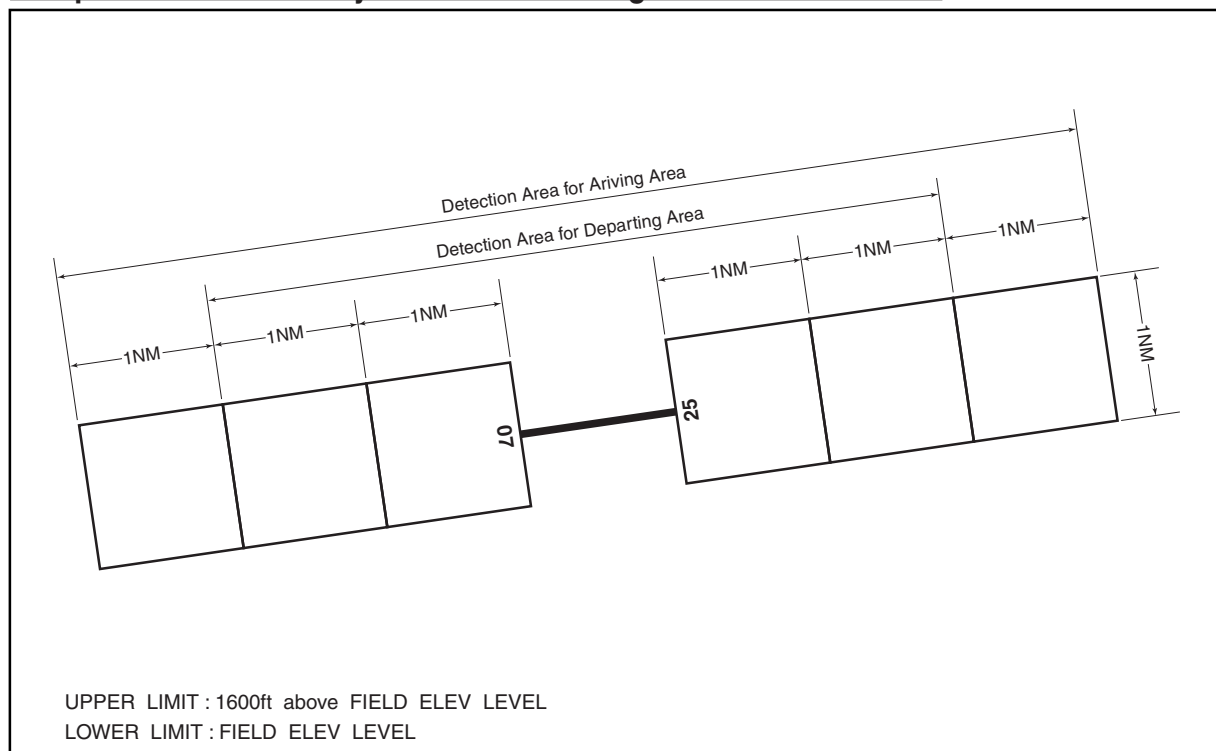 Detection Area for Ariving Area
Detection Area for Departing Area
1NM
1NM
1NM
1NM
1NM
1NM
1NM
07
25
UPPER LIMIT : 1600ft above FIELD ELEV LEVEL
LOWER LIMIT : FIELD ELEV LEVEL